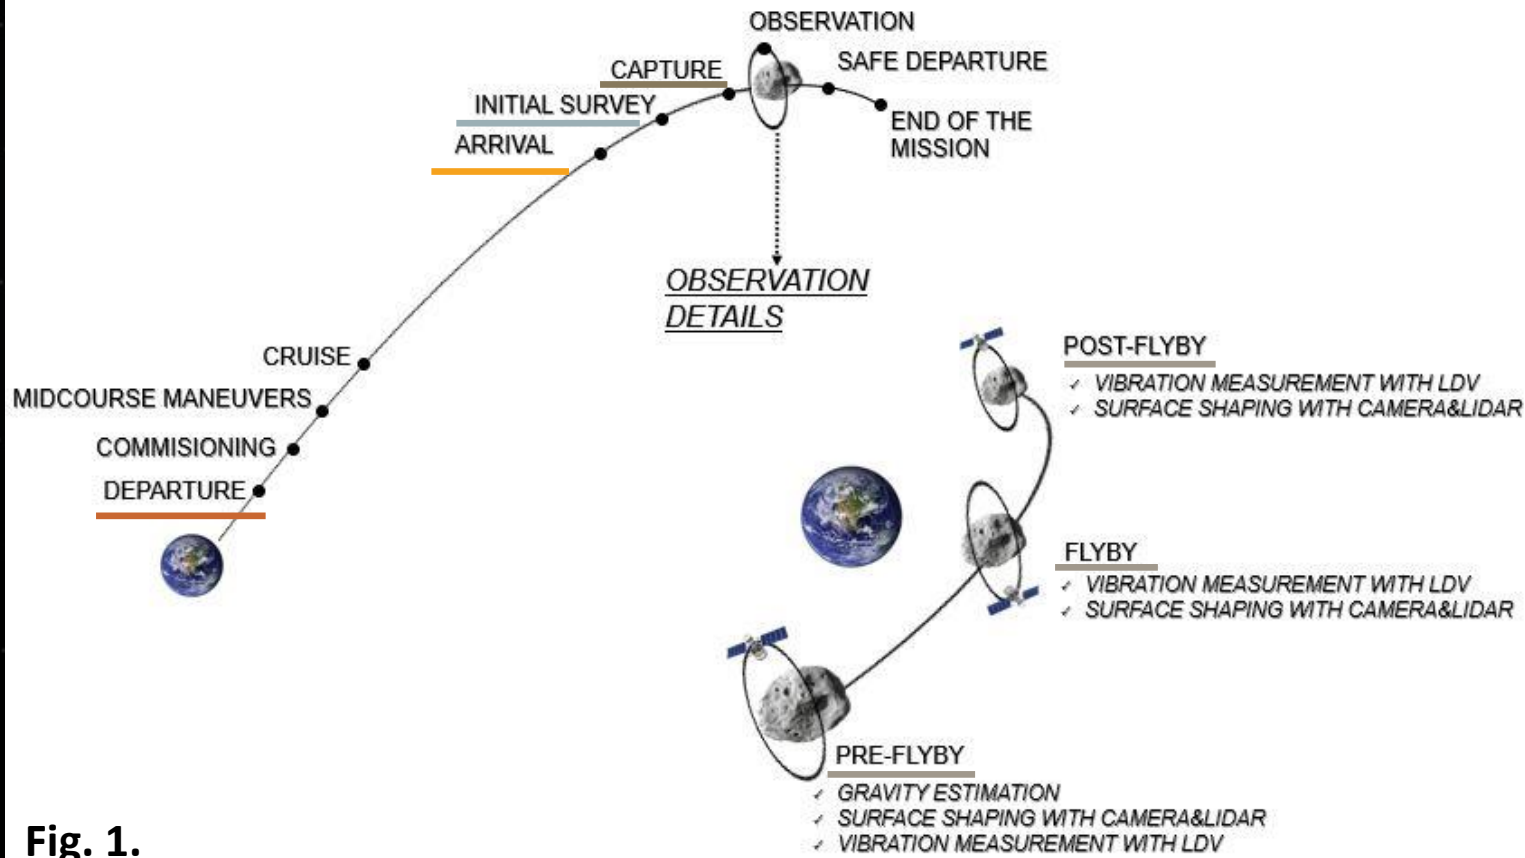 OBSERVATION
SAFE DEPARTURE
CAPTURE
INITIAL SURVEY
ARRIVAL
END OF THE
MISSION
OBSERVATION
DETAILS
CRUISE
MIDCOURSE MANEUVERS
COMMISIONING
DEPARTURE
POST-FLYBY
✓ VIBRATION MEASUREMENT WITH LDV
✓ SURFACE SHAPING WITH CAMERA&LIDAR
FLYBY
✓ VIBRATION MEASUREMENT WITH LDV
✓ SURFACE SHAPING WITH CAMERA&LIDAR
PRE-FLYBY
✓ GRAVITY ESTIMATION
✓ SURFACE SHAPING WITH CAMERA&LIDAR
✓ VIBRATION MEASUREMENT WITH LDV
Fig. 1.